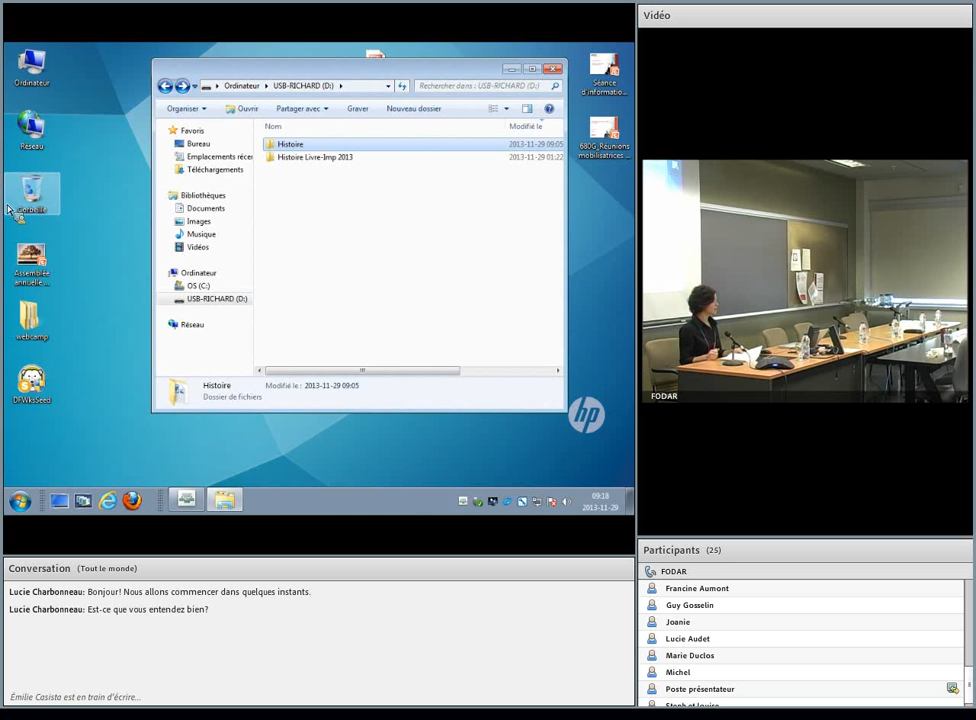 Vidéo
Ordinateur
Réseau
Corbeille
Assemblée
annuelle ...
webcamp
DFWksSeed
Ordinateur
USB-RICHARD (D:)
Rechercher dans : USB-RICHARD (D:)
Organiser
Ouvrir
Partager avec
Graver
Nouveau dossier
Favoris
Bureau
Emplacements récen
Téléchargements
Bibliothèques
Documents
Images
Musique
Vidéos
Ordinateur
OS (C:)
USB-RICHARD (D:)
Réseau
Nom
Modifié le
Histoire
2013-11-29 09:05
Histoire Livre-Imp 2013
2013-11-29 01:22
Histoire
Modifié le : 2013-11-29 09:05
Dossier de fichiers
Séance
d'informatio...
680G_Réunions
mobilisatrices ...
hp
09:18
2013-11-29
FODAR
Conversation (Tout le monde)
Lucie Charbonneau: Bonjour! Nous allons commencer dans quelques instants.
Lucie Charbonneau: Est-ce que vous entendez bien?
Émilie Casista est en train d'écrire...
Participants (25)
FODAR
Francine Aumont
Guy Gosselin
Joanie
Lucie Audet
Marie Duclos
Michel
Poste présentateur
Steph et louise